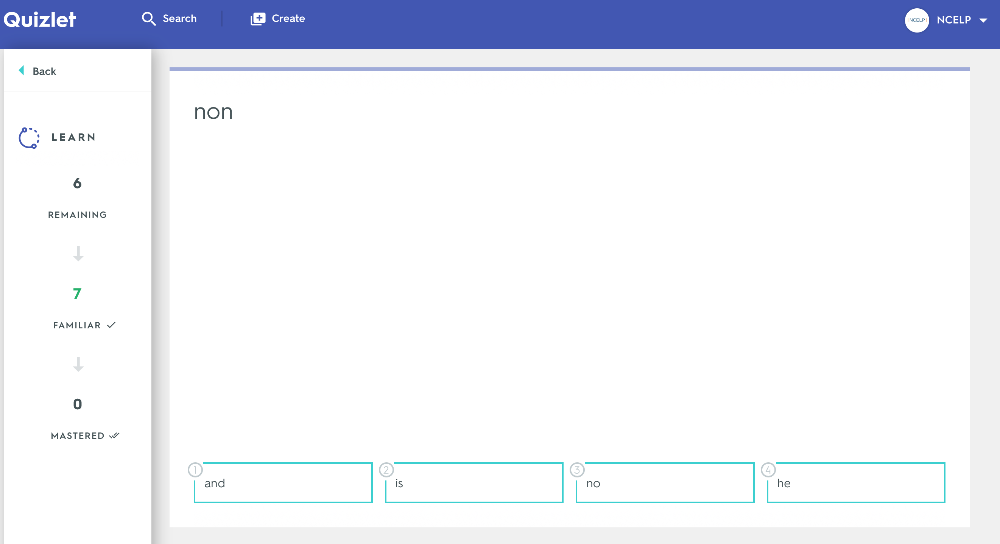 Quizlet
Search
Create
NCELP
NCELP
Back
LEARN
6
REMAINING
7
FAMILIAR
0
MASTERED
non
1
and
2
is
3
no
4
he